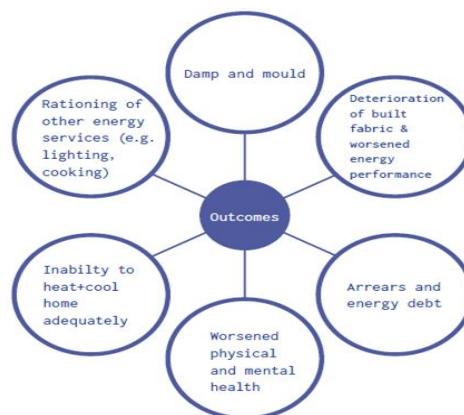 Damp and mould
Rationing of
other energy
services (e.g.
lighting,
cooking)
Deterioration
of built
fabric &
worsened
energy
performance
Outcomes
Inabilty to
heat+cool
home
adequately
Arrears and
energy debt
Worsened
physical
and mental
health